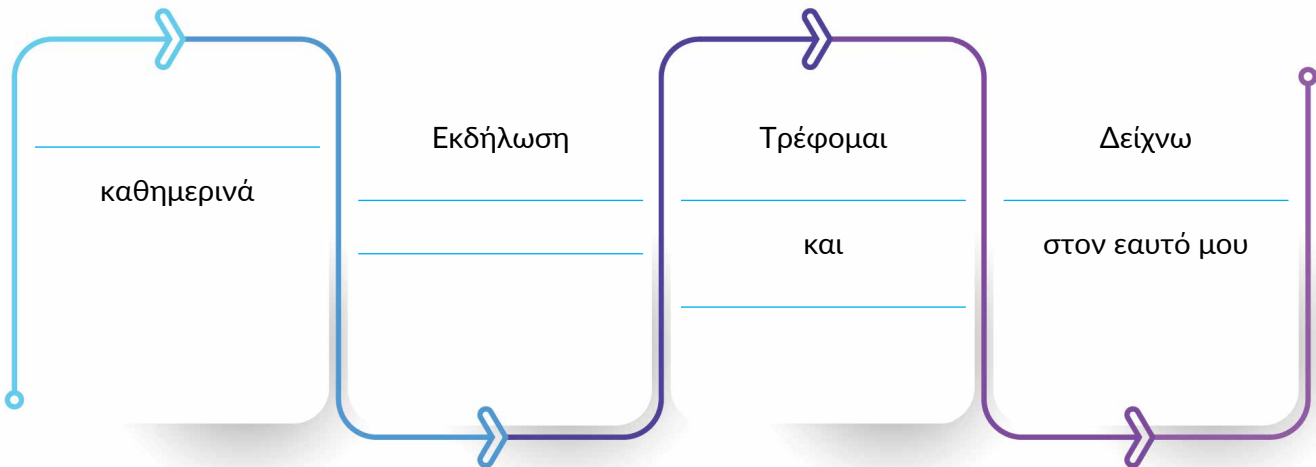 καθημερινά
Εκδήλωση
Τρέφομαι
και
Δείχνω
στον εαυτό μου